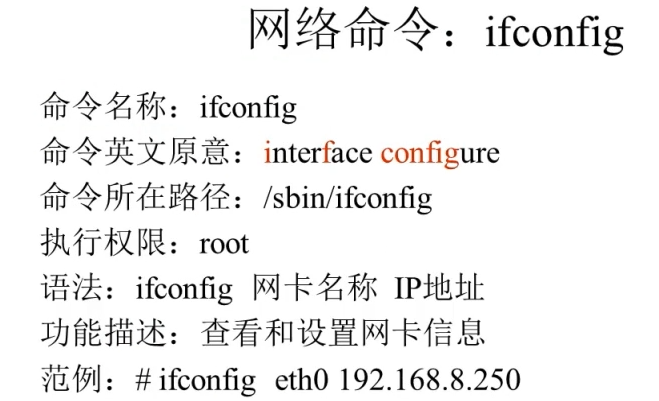 网络命令：ifconfig
命令名称：ifconfig
命令英文原意：interface configure
命令所在路径：/sbin/ifconfig
执行权限：root
语法：ifconfig 网卡名称 IP地址
功能描述：查看和设置网卡信息
范例：# ifconfig eth0 192.168.8.250